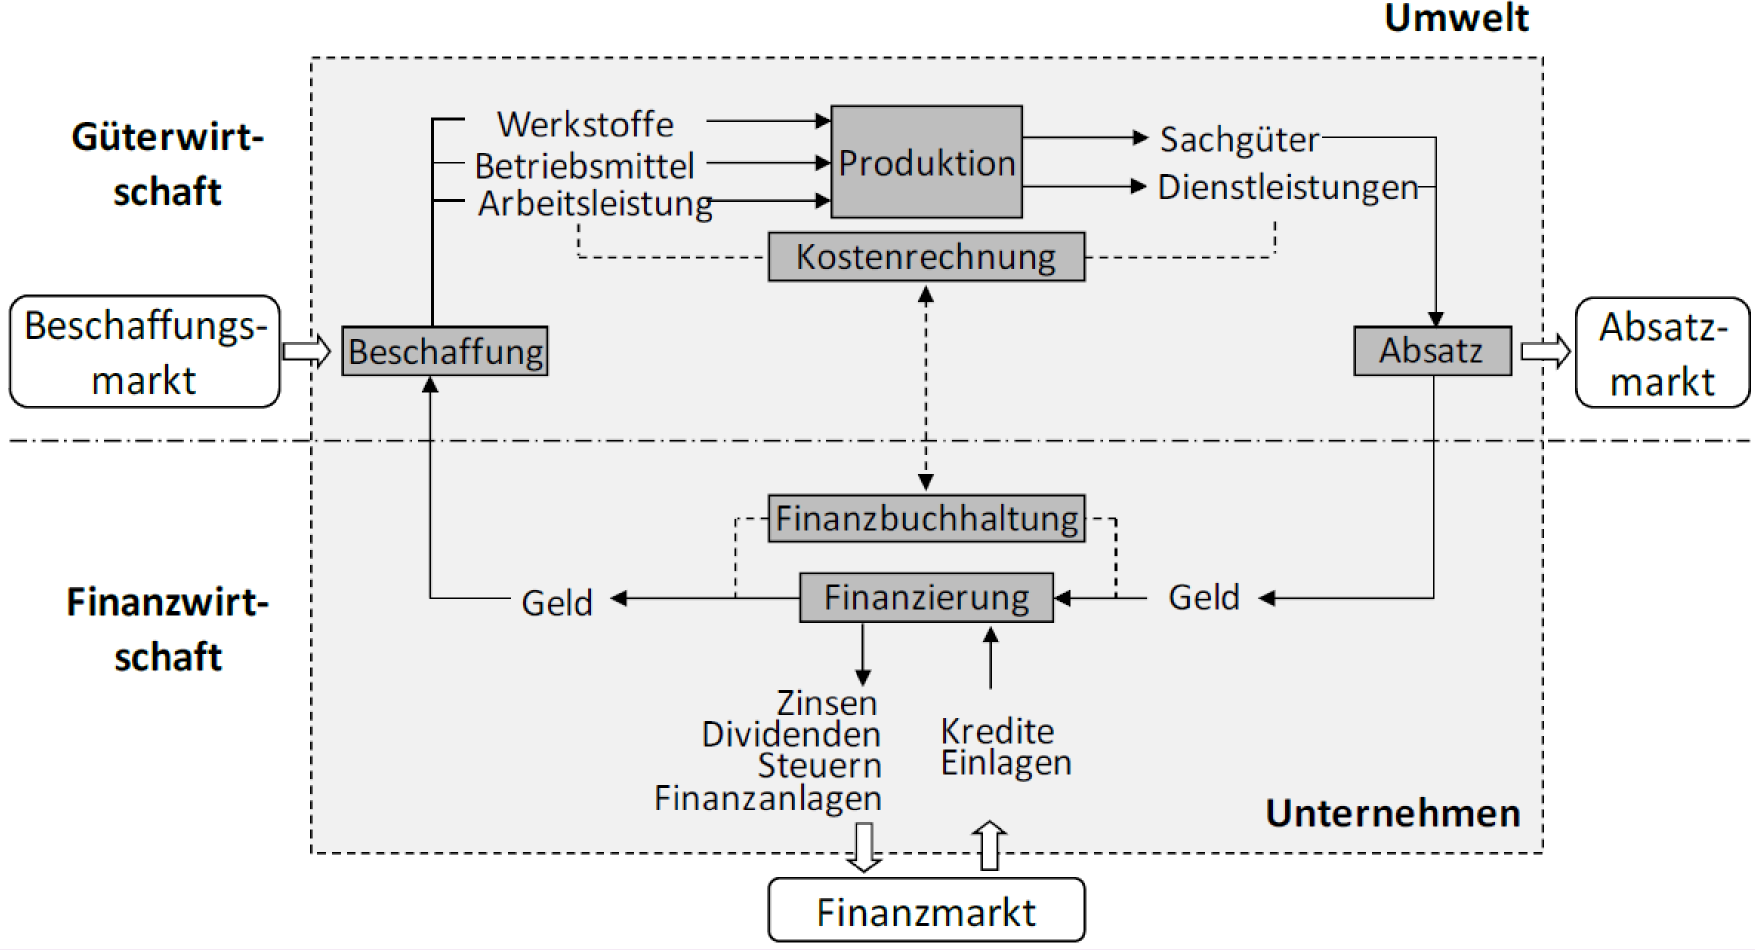 Umwelt
Güterwirt-
schaft
Werkstoffe
Betriebsmittel
Arbeitsleistung
Produktion
Sachgüter
Dienstleistungen
Kostenrechnung
Beschaffungs-
markt
Beschaffung
Absatz
Absatz-
markt
Finanzbuchhaltung
Finanzwirt-
schaft
Geld
Finanzierung
Geld
Zinsen
Dividenden
Steuern
Finanzanlagen
Kredite
Einlagen
Unternehmen
Finanzmarkt